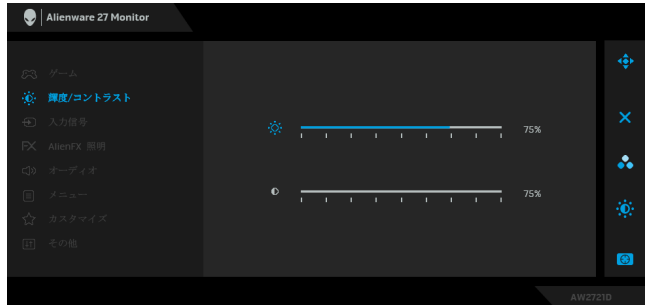 Alienware 27 Monitor
ゲーム
輝度/コントラスト
入力信号
AlienFX 照明
オーディオ
メニュー
カスタマイズ
その他
75%
75%
AW2721D